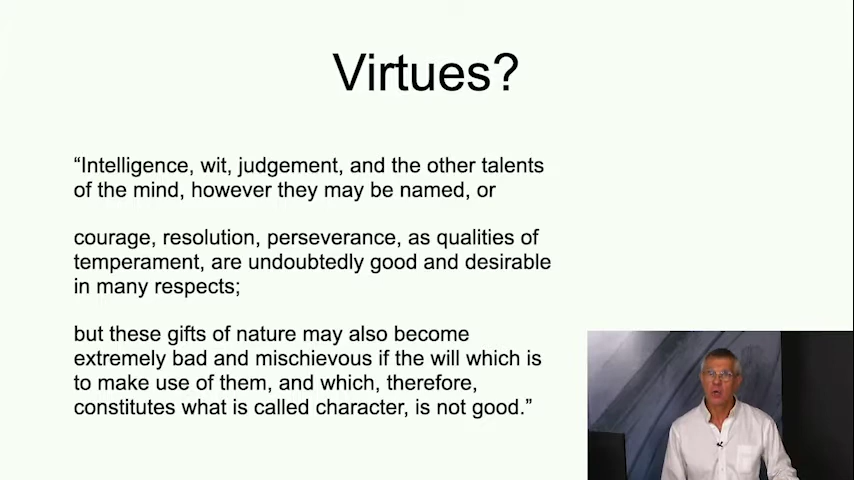 Virtues?
“Intelligence, wit, judgement, and the other talents
of the mind, however they may be named, or
courage, resolution, perseverance, as qualities of
temperament, are undoubtedly good and desirable
in many respects;
but these gifts of nature may also become
extremely bad and mischievous if the will which is
to make use of them, and which, therefore,
constitutes what is called character, is not good.”